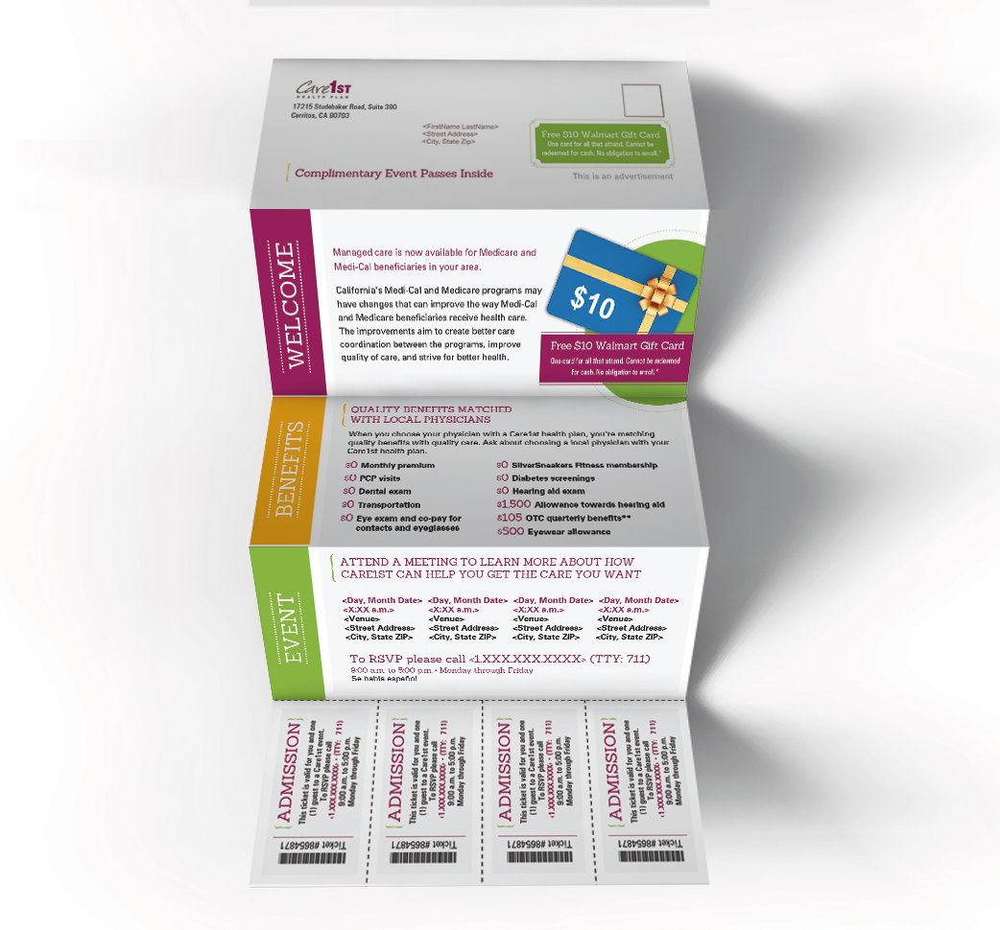 Care1ST
HEALTH PLAN
17215 Studebaker Road, Suite 390
Cerritos, CA 90703
<FirstName LastName>
<Street Address>
<City, State Zip>
Free $10 Walmart Gift Card
One card for all that attend. Cannot be
redeemed for cash. No obligation to enroll.*
Complimentary Event Passes Inside
This is an advertisement
WELCOME
Managed care is now available for Medicare and
Medi-Cal beneficiaries in your area.
California's Medi-Cal and Medicare programs may
have changes that can improve the way Medi-Cal
and Medicare beneficiaries receive health care.
The improvements aim to create better care
coordination between the programs, improve
quality of care, and strive for better health.
$10
Free $10 Walmart Gift Card
One card for all that attend. Cannot be redeemed
for cash. No obligation to enroll.*
BENEFITS
QUALITY BENEFITS MATCHED
WITH LOCAL PHYSICIANS
When you choose your physician with a Care1st health plan, you're matching
quality benefits with quality care. Ask about choosing a local physician with your
Care1st health plan.
$0 Monthly premium
$0 PCP visits
$0 Dental exam
$0 Transportation
$0 Eye exam and co-pay for
contacts and eyeglasses
$0 SilverSneakers Fitness membership
$0 Diabetes screenings
$0 Hearing aid exam
$1,500 Allowance towards hearing aid
$105 OTC quarterly benefits**
$500 Eyewear allowance
EVENT
ATTEND A MEETING TO LEARN MORE ABOUT HOW
CARE1ST CAN HELP YOU GET THE CARE YOU WANT
<Day, Month Date>
<X:XX a.m.>
<Venue>
<Street Address>
<City, State ZIP>
<Day, Month Date>
<X:XX a.m.>
<Venue>
<Street Address>
<City, State ZIP>
<Day, Month Date>
<X:XX a.m.>
<Venue>
<Street Address>
<City, State ZIP>
<Day, Month Date>
<X:XX a.m.>
<Venue>
<Street Address>
<City, State ZIP>
To RSVP please call <1.XXX.XXX.XXXX> (TTY: 711)
9:00 a.m. to 5:00 p.m. • Monday through Friday
Se habla español
{ADMISSION}
This ticket is valid for you and one
(1) guest to a Care1st event.
To RSVP please call
<1.XXX.XXX.XXXX> • (TTY: 711)
9:00 a.m. to 5:00 p.m.
Monday through Friday
Ticket #8654871
{ADMISSION}
This ticket is valid for you and one
(1) guest to a Care1st event.
To RSVP please call
<1.XXX.XXX.XXXX> • (TTY: 711)
9:00 a.m. to 5:00 p.m.
Monday through Friday
Ticket #8654871
{ADMISSION}
This ticket is valid for you and one
(1) guest to a Care1st event.
To RSVP please call
<1.XXX.XXX.XXXX> • (TTY: 711)
9:00 a.m. to 5:00 p.m.
Monday through Friday
Ticket #8654871
{ADMISSION}
This ticket is valid for you and one
(1) guest to a Care1st event.
To RSVP please call
<1.XXX.XXX.XXXX> • (TTY: 711)
9:00 a.m. to 5:00 p.m.
Monday through Friday
Ticket #8654871